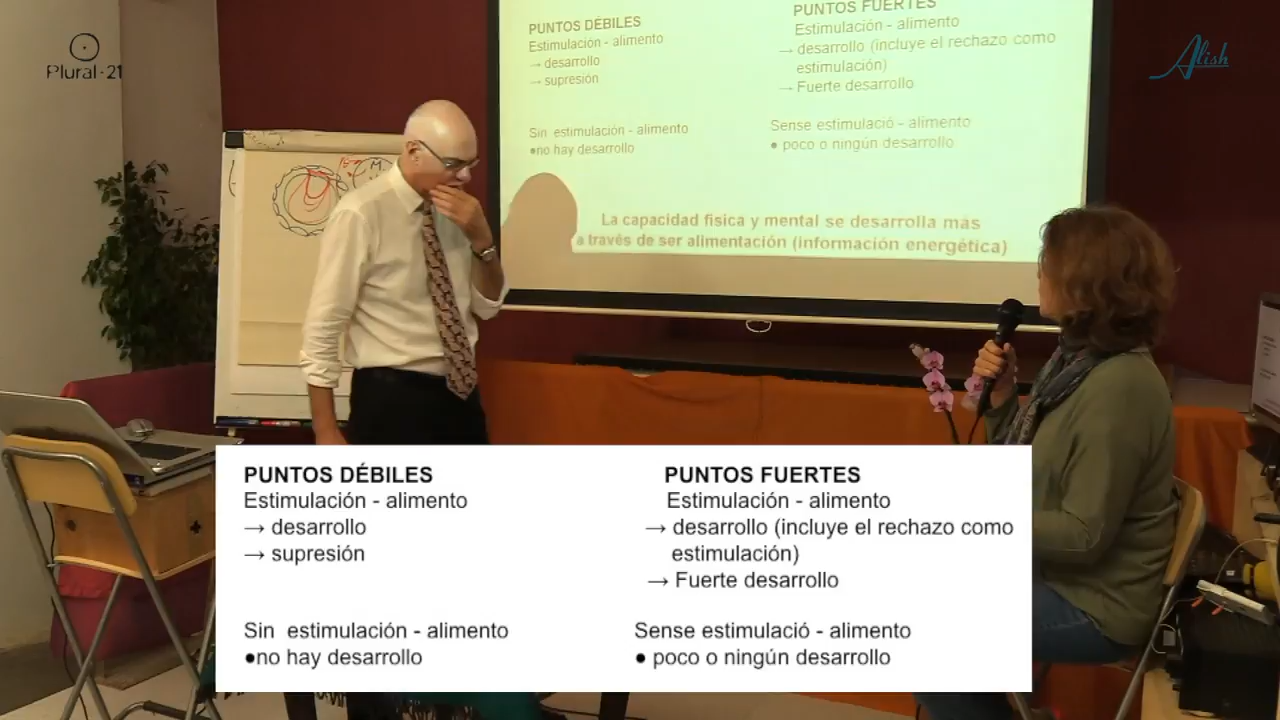 Plural·21
Alish
PUNTOS DÉBILES
Estimulación - alimento
→ desarrollo
→ supresión
Sin estimulación - alimento
●no hay desarrollo
PUNTOS FUERTES
Estimulación - alimento
→ desarrollo (incluye el rechazo como
estimulación)
→ Fuerte desarrollo
Sense estimulació - alimento
● poco o ningún desarrollo
La capacidad fisica y mental se desarrolla más
a través de ser alimentación (información energética)
PUNTOS DÉBILES
Estimulación - alimento
→ desarrollo
→ supresión
Sin estimulación - alimento
●no hay desarrollo
PUNTOS FUERTES
Estimulación - alimento
→ desarrollo (incluye el rechazo como
estimulación)
→ Fuerte desarrollo
Sense estimulació - alimento
● poco o ningún desarrollo